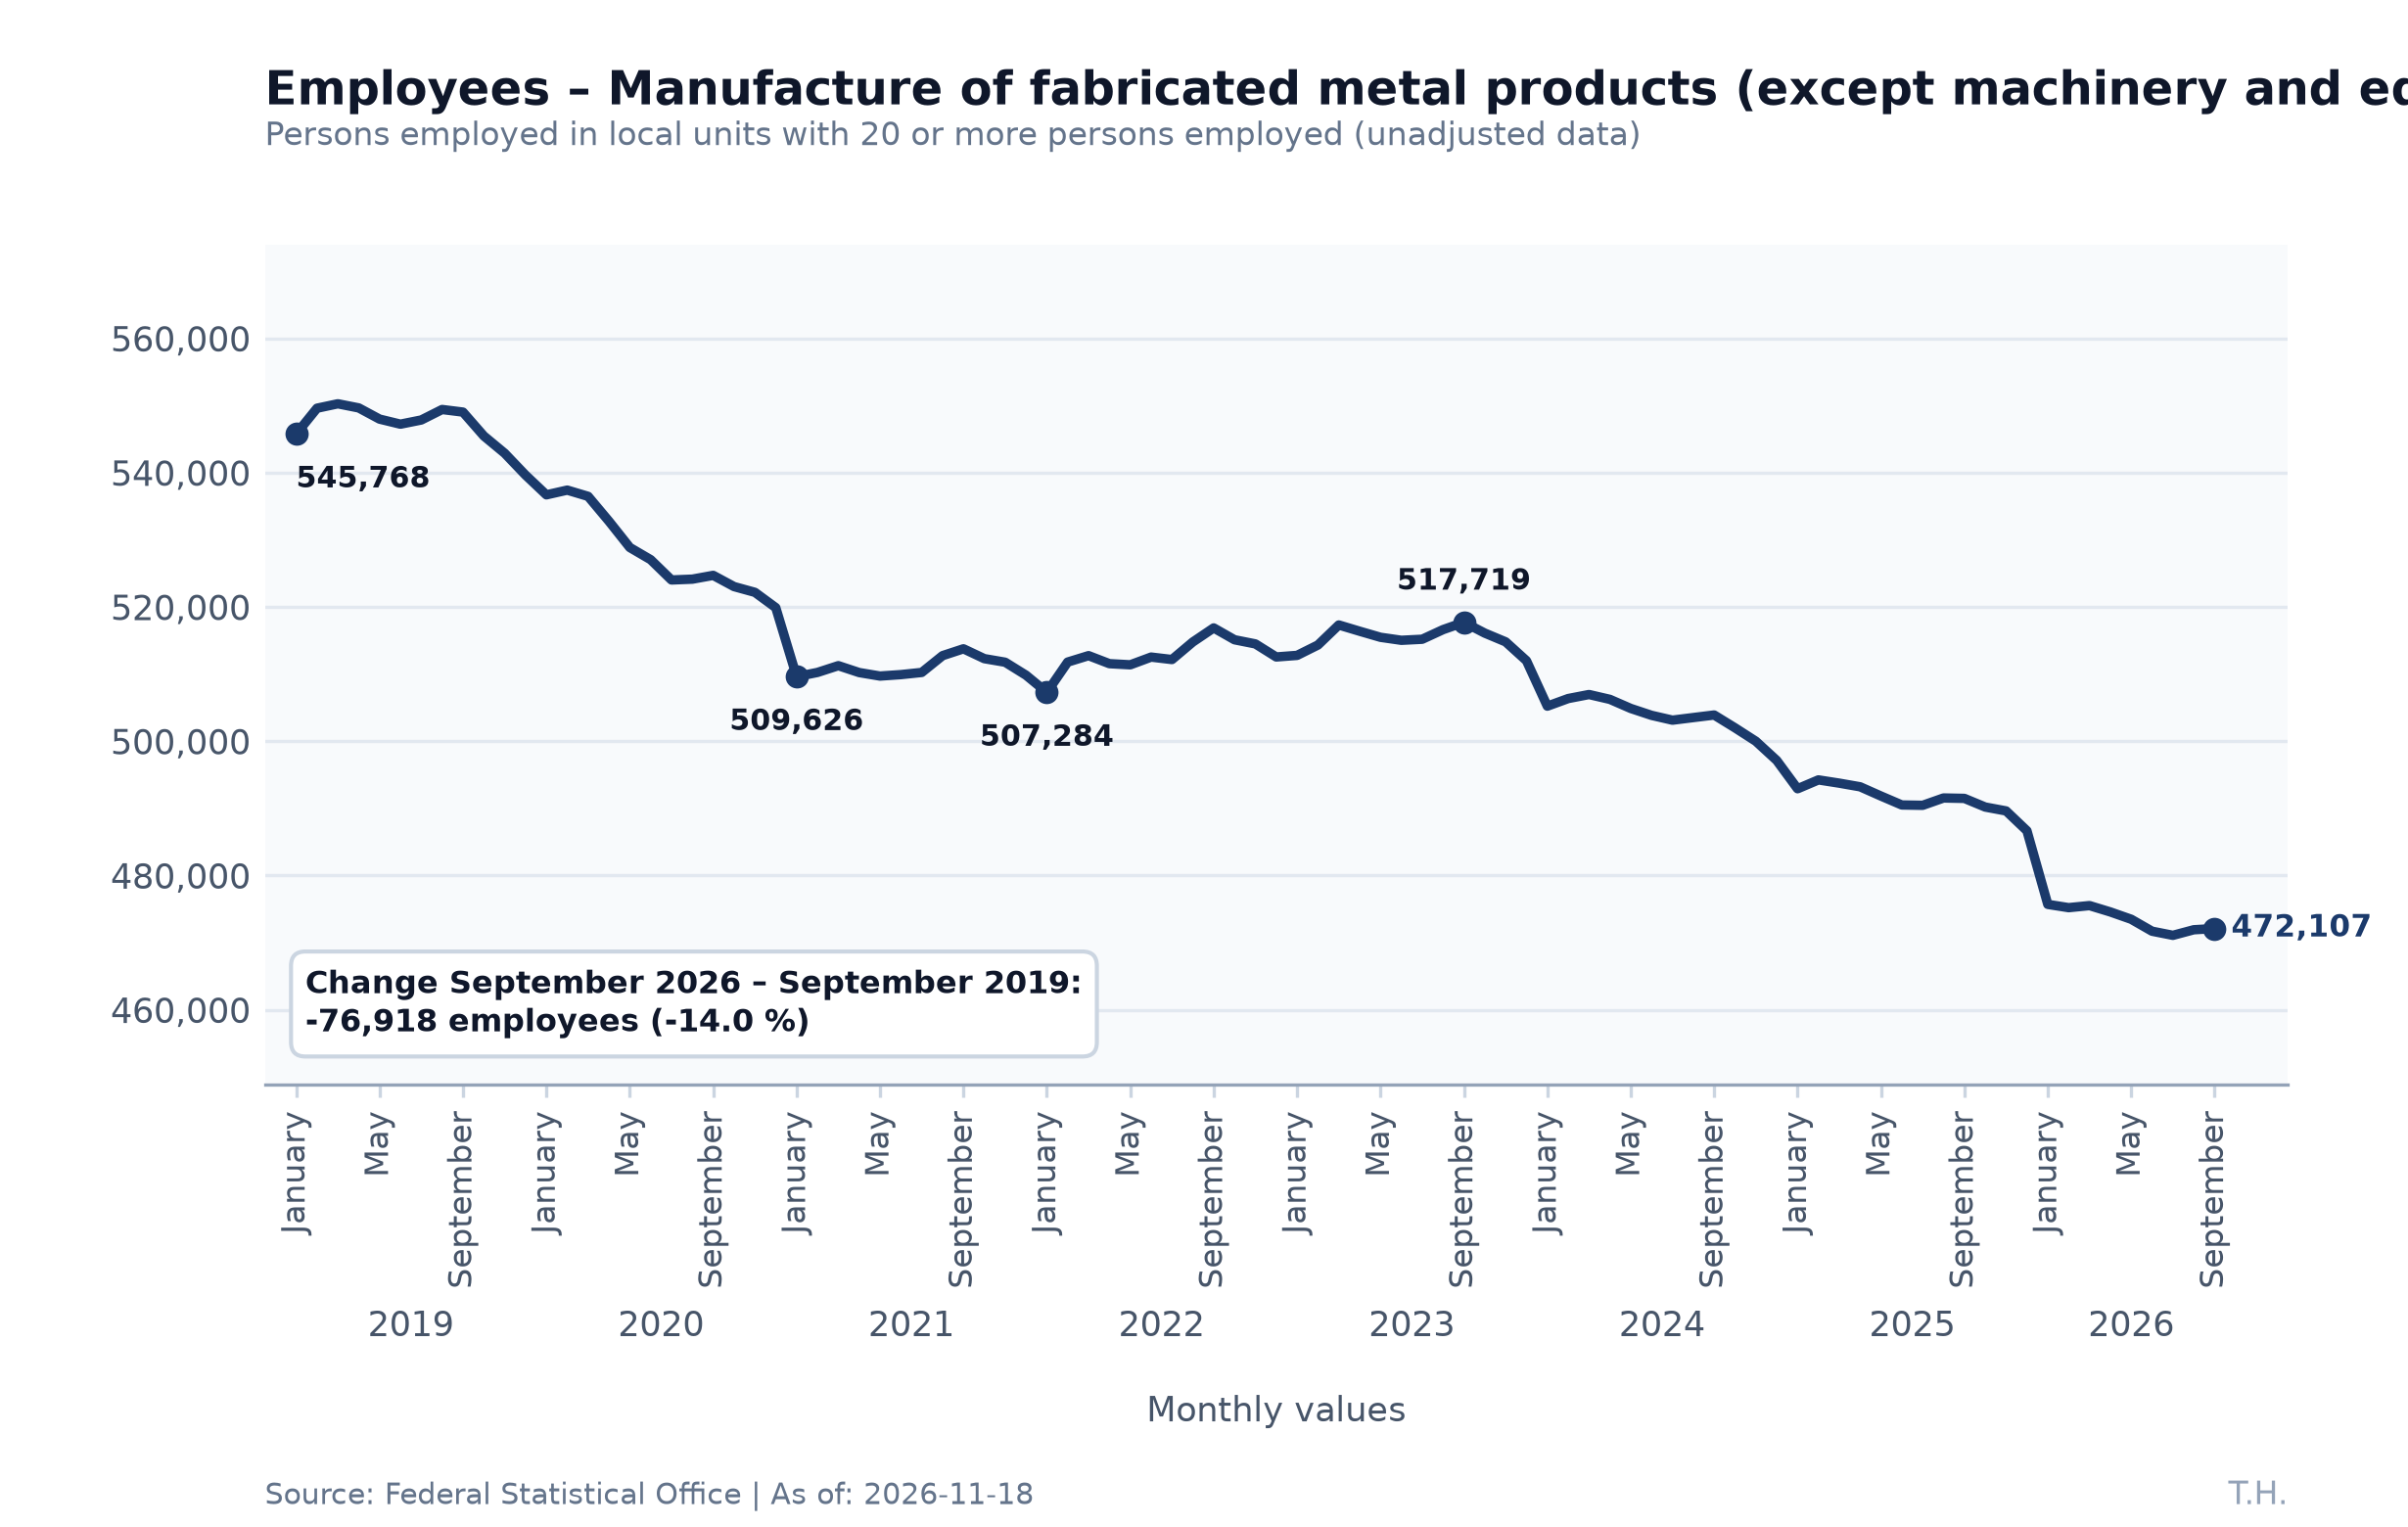 Employees – Manufacture of fabricated metal products (except machinery and
Persons employed in local units with 20 or more persons employed (unadjusted data)
560,000
540,000
520,000
500,000
480,000
460,000
545,768
509,626
507,284
517,719
472,107
Change September 2026 – September 2019:
-76,918 employees (-14.0 %)
January May September January May September January May September January May September January May September January May September January May September January May September
2019 2020 2021 2022 2023 2024 2025 2026
Monthly values
Source: Federal Statistical Office | As of: 2026-11-18
T.H.